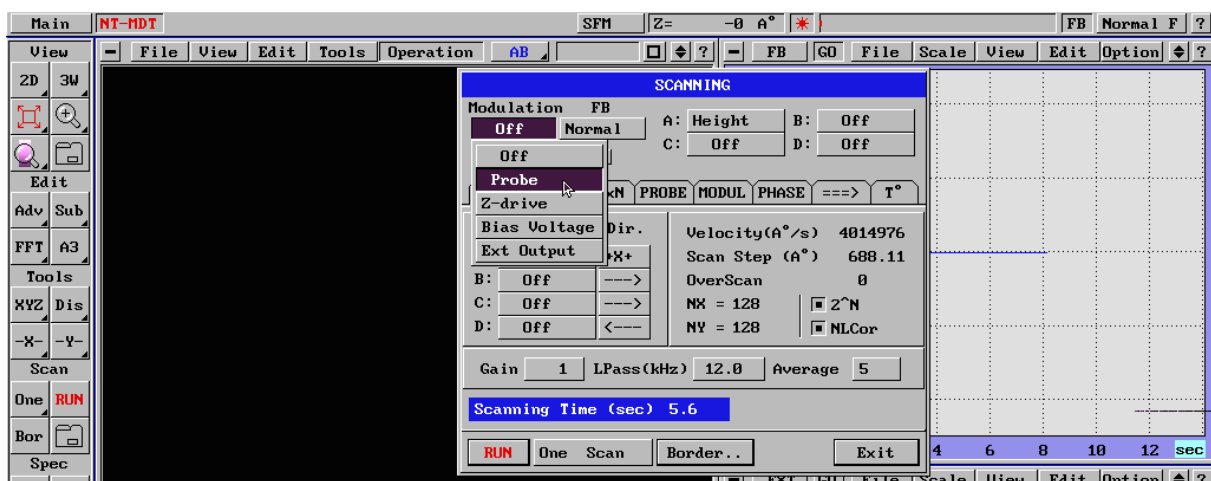 Main NT-MDT SFM Z= -0 A° FB Normal F ?
View - File View Edit Tools Operation AB ? - FB GO File Scale View Edit Option ?
2D 3W
SCANNING
Modulation FB
Off Normal A: Height B: Off
C: Off D: Off
Off
Edit
Probe
xN PROBE MODUL PHASE ===> T°
Adv Sub
Z-drive
Bias Voltage Dir. Velocity(A°/s) 4014976
FFT A3
Ext Output +X+ Scan Step (A°) 688.11
Tools
B: Off ---> OverScan 0
XYZ Dis
C: Off ---> NX = 128 2^N
D: Off <--- NY = 128 NLCor
-X- -Y-
Scan
Gain 1 LPass(kHz) 12.0 Average 5
One RUN
Scanning Time (sec) 5.6
Bor
RUN One Scan Border.. Exit 4 6 8 10 12 sec
Spec